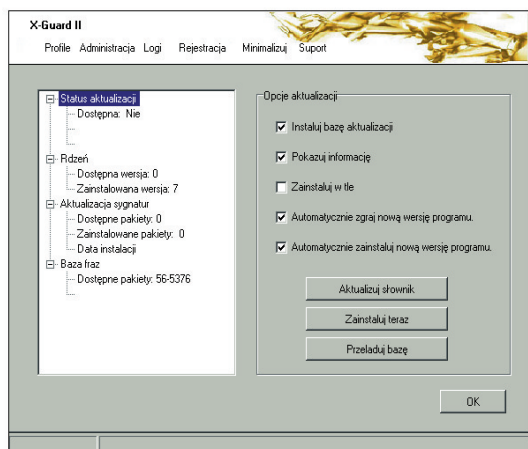 X-Guard II
Profile Administracja Logi Rejestracja Minimalizuj Suport
Status aktualizacji
Dostępna: Nie
Rdzeń
Dostępna wersja: 0
Zainstalowana wersja: 7
Aktualizacja sygnatur
Dostępne pakiety: 0
Zainstalowane pakiety: 0
Data instalacji
Baza fraz
Dostępne pakiety: 56-5376
Opcje aktualizacji
Instaluj bazę aktualizacji
Pokazuj informację
Zainstaluj w tle
Automatycznie zgraj nową wersję programu.
Automatycznie zainstaluj nową wersję programu.
Aktualizuj słownik
Zainstaluj teraz
Przeladuj bazę
OK